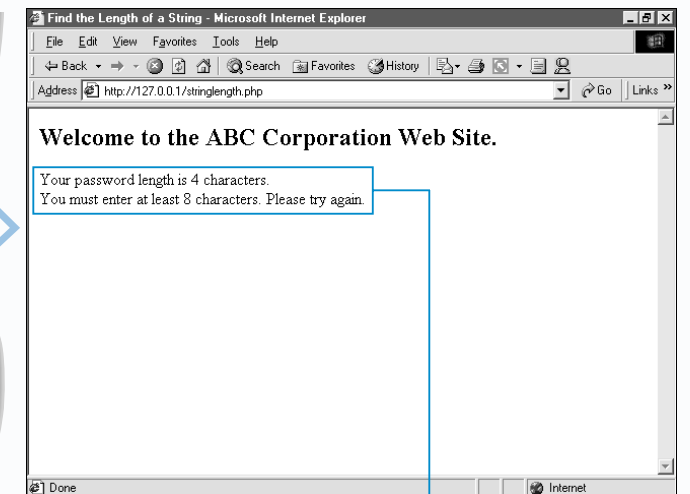 Find the Length of a String - Microsoft Internet Explorer
File Edit View Favorites Tools Help
Back Search Favorites History
Address http://127.0.0.1/stringlength.php Go Links »
Welcome to the ABC Corporation Web Site.
Your password length is 4 characters.
You must enter at least 8 characters. Please try again.
Done Internet